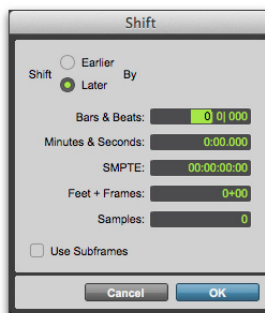 Shift
Earlier
Shift By
Later
Bars & Beats: 0 0| 000
Minutes & Seconds: 0:00.000
SMPTE: 00:00:00:00
Feet + Frames: 0+00
Samples: 0
Use Subframes
Cancel OK